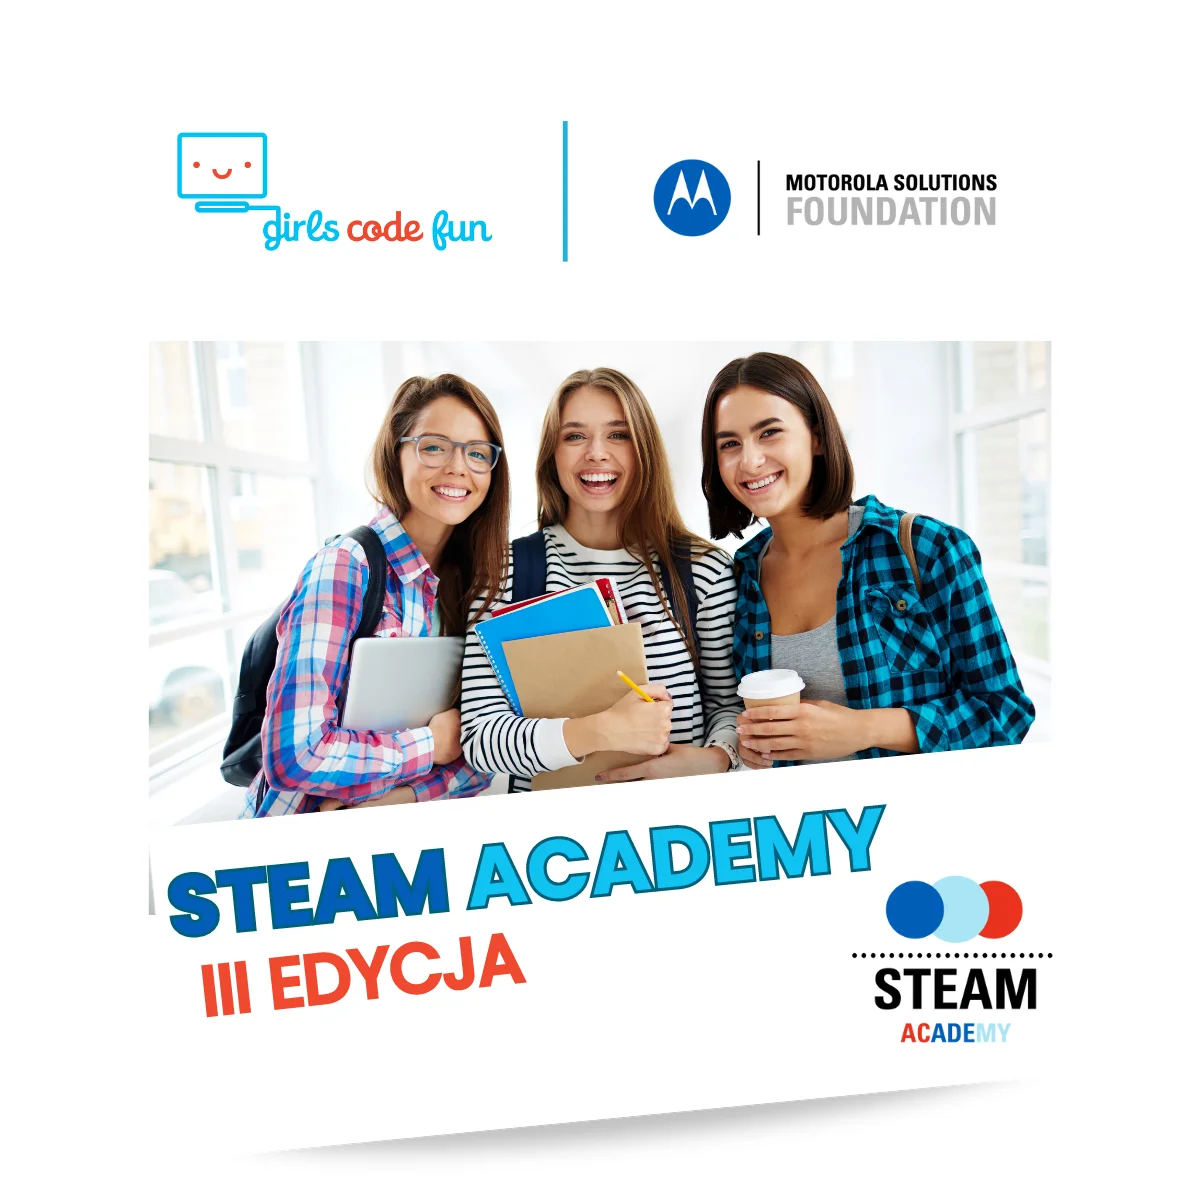 girls code fun
MOTOROLA SOLUTIONS
FOUNDATION
STEAM ACADEMY
III EDYCJA
STEAM
ACADEMY